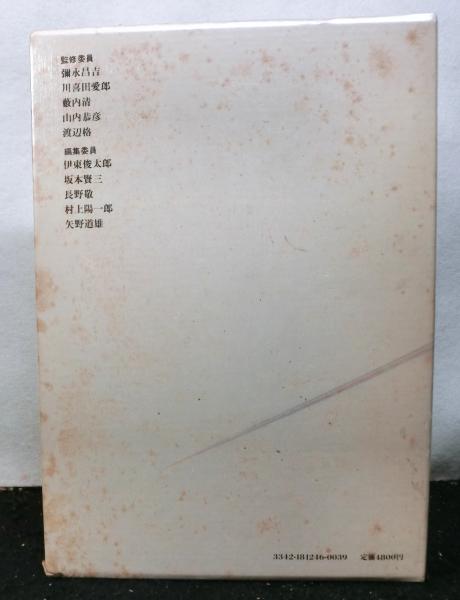 監修委員
彌永昌吉
川喜田愛郎
藪内清
山内恭彦
渡辺格
編集委員
伊東俊太郎
坂本賢三
長野敬
村上陽一郎
矢野道雄
3342-181246-0039 定價4800円